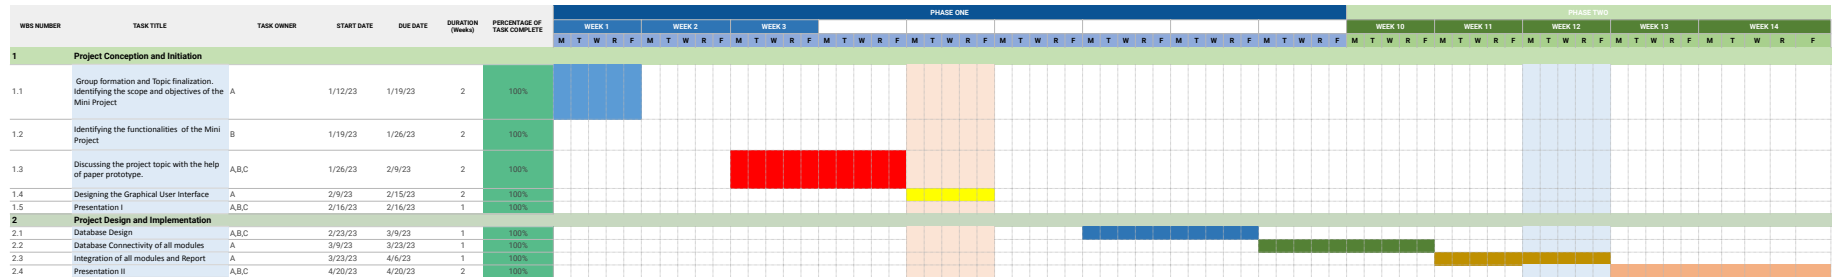 PHASE ONE PHASE TWO
WBS NUMBER TASK TITLE TASK OWNER START DATE DUE DATE DURATION (Weeks) PERCENTAGE OF TASK COMPLETE
WEEK 1 WEEK 2 WEEK 3 WEEK 10 WEEK 11 WEEK 12 WEEK 13 WEEK 14
M T W R F M T W R F M T W R F M T W R F M T W R F M T W R F M T W R F M T W R F M T W R F M T W R F M T W R F M T W R F M T W R F M T W R F
1 Project Conception and Initiation
1.1 Group formation and Topic finalization. Identifying the scope and objectives of the Mini Project A 1/12/23 1/19/23 2 100%
1.2 Identifying the functionalities of the Mini Project B 1/19/23 1/26/23 2 100%
1.3 Discussing the project topic with the help of paper prototype. A,B,C 1/26/23 2/9/23 2 100%
1.4 Designing the Graphical User Interface A 2/9/23 2/15/23 2 100%
1.5 Presentation I A,B,C 2/16/23 2/16/23 1 100%
2 Project Design and Implementation
2.1 Database Design A,B,C 2/23/23 3/9/23 1 100%
2.2 Database Connectivity of all modules A 3/9/23 3/23/23 1 100%
2.3 Integration of all modules and Report A 3/23/23 4/6/23 1 100%
2.4 Presentation II A,B,C 4/20/23 4/20/23 2 100%